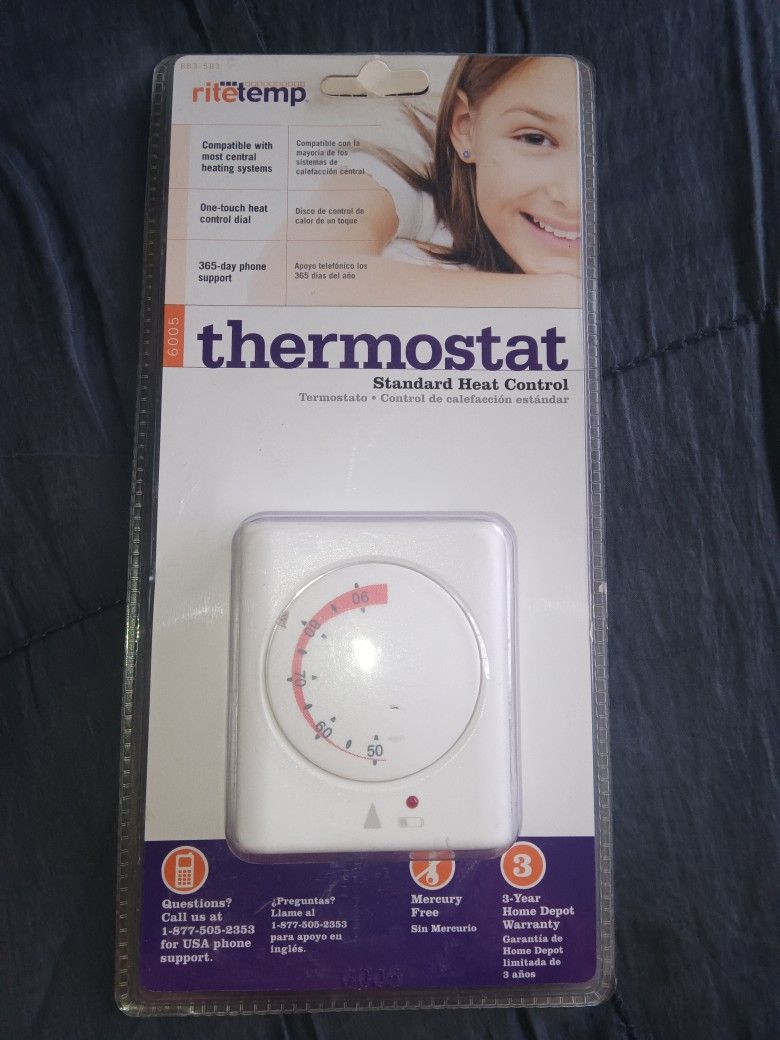 883-583
ritetemp
Compatible with
most central
heating systems
Compatible con la
mayoría de los
sistemas de
calefacción central
One-touch heat
control dial
Disco de control de
calor de un toque
365-day phone
support
Apoyo telefónico los
365 días del año
6005
thermostat
Standard Heat Control
Termostato • Control de calefacción estándar
90
80
70
60
50
Questions?
Call us at
1-877-505-2353
for USA phone
support.
¿Preguntas?
Llame al
1-877-505-2353
para apoyo en
inglés.
Mercury
Free
Sin Mercurio
3
3-Year
Home Depot
Warranty
Garantía de
Home Depot
limitada de
3 años
6005